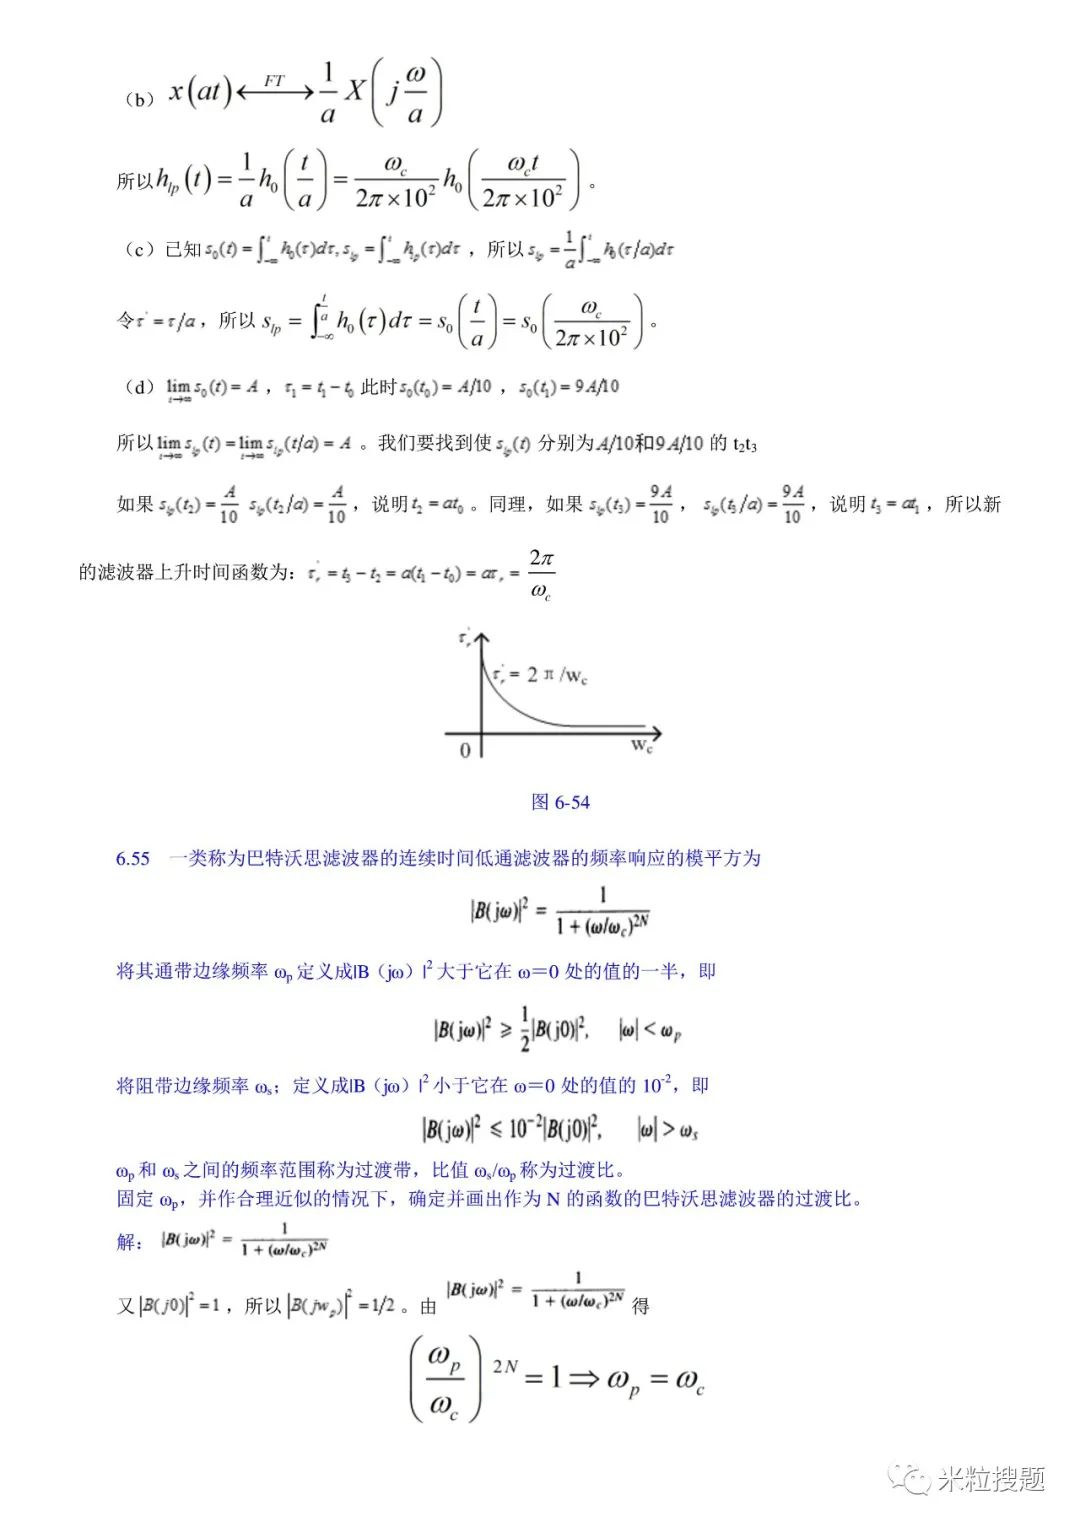 (b) x(at) ←FT→ 1/a X(j ω/a)
所以 h_lp(t) = 1/a h_0(t/a) = ω_c/(2π×10²) h_0(ω_c t/(2π×10²)) 。
(c) 已知 s_0(t) = ∫_{-∞}^{t} h_0(τ)dτ, s_lp = ∫_{-∞}^{t} h_lp(τ)dτ ，所以 s_lp = 1/a ∫_{-∞}^{t} h_0(τ/a)dτ
令 τ' = τ/a ，所以 s_lp = ∫_{-∞}^{t/a} h_0(τ)dτ = s_0(t/a) = s_0(ω_c/(2π×10²)) 。
(d) lim_{t→∞} s_0(t) = A ， τ_1 = t_1 − t_0 此时 s_0(t_0) = A/10 ， s_0(t_1) = 9A/10
所以 lim_{t→∞} s_lp(t) = lim_{t→∞} s_lp(t/a) = A 。我们要找到使 s_lp(t) 分别为 A/10和9A/10 的 t₂t₃
如果 s_lp(t_2) = A/10 s_lp(t_2/a) = A/10 ，说明 t_2 = at_0 。同理，如果 s_lp(t_3) = 9A/10 ， s_lp(t_3/a) = 9A/10 ，说明 t_3 = at_1 ，所以新
的滤波器上升时间函数为： τ_r' = t_3 − t_2 = a(t_1 − t_0) = aτ_r = 2π/ω_c
τ_r'
τ_r' = 2 π /w_c
0 w_c
图 6-54
6.55 一类称为巴特沃思滤波器的连续时间低通滤波器的频率响应的模平方为
|B(jω)|² = 1/(1 + (ω/ω_c)^{2N})
将其通带边缘频率 ω_p 定义成|B（jω）|² 大于它在 ω＝0 处的值的一半，即
|B(jω)|² ≥ 1/2 |B(j0)|², |ω| < ω_p
将阻带边缘频率 ω_s；定义成|B（jω）|² 小于它在 ω＝0 处的值的 10⁻²，即
|B(jω)|² ≤ 10⁻²|B(j0)|², |ω| > ω_s
ω_p 和 ω_s 之间的频率范围称为过渡带，比值 ω_s/ω_p 称为过渡比。
固定 ω_p，并作合理近似的情况下，确定并画出作为 N 的函数的巴特沃思滤波器的过渡比。
解： |B(jω)|² = 1/(1 + (ω/ω_c)^{2N})
又 |B(j0)|² = 1 ，所以 |B(jw_p)|² = 1/2 。由 |B(jω)|² = 1/(1 + (ω/ω_c)^{2N}) 得
(ω_p/ω_c)^{2N} = 1 ⇒ ω_p = ω_c
米粒搜题